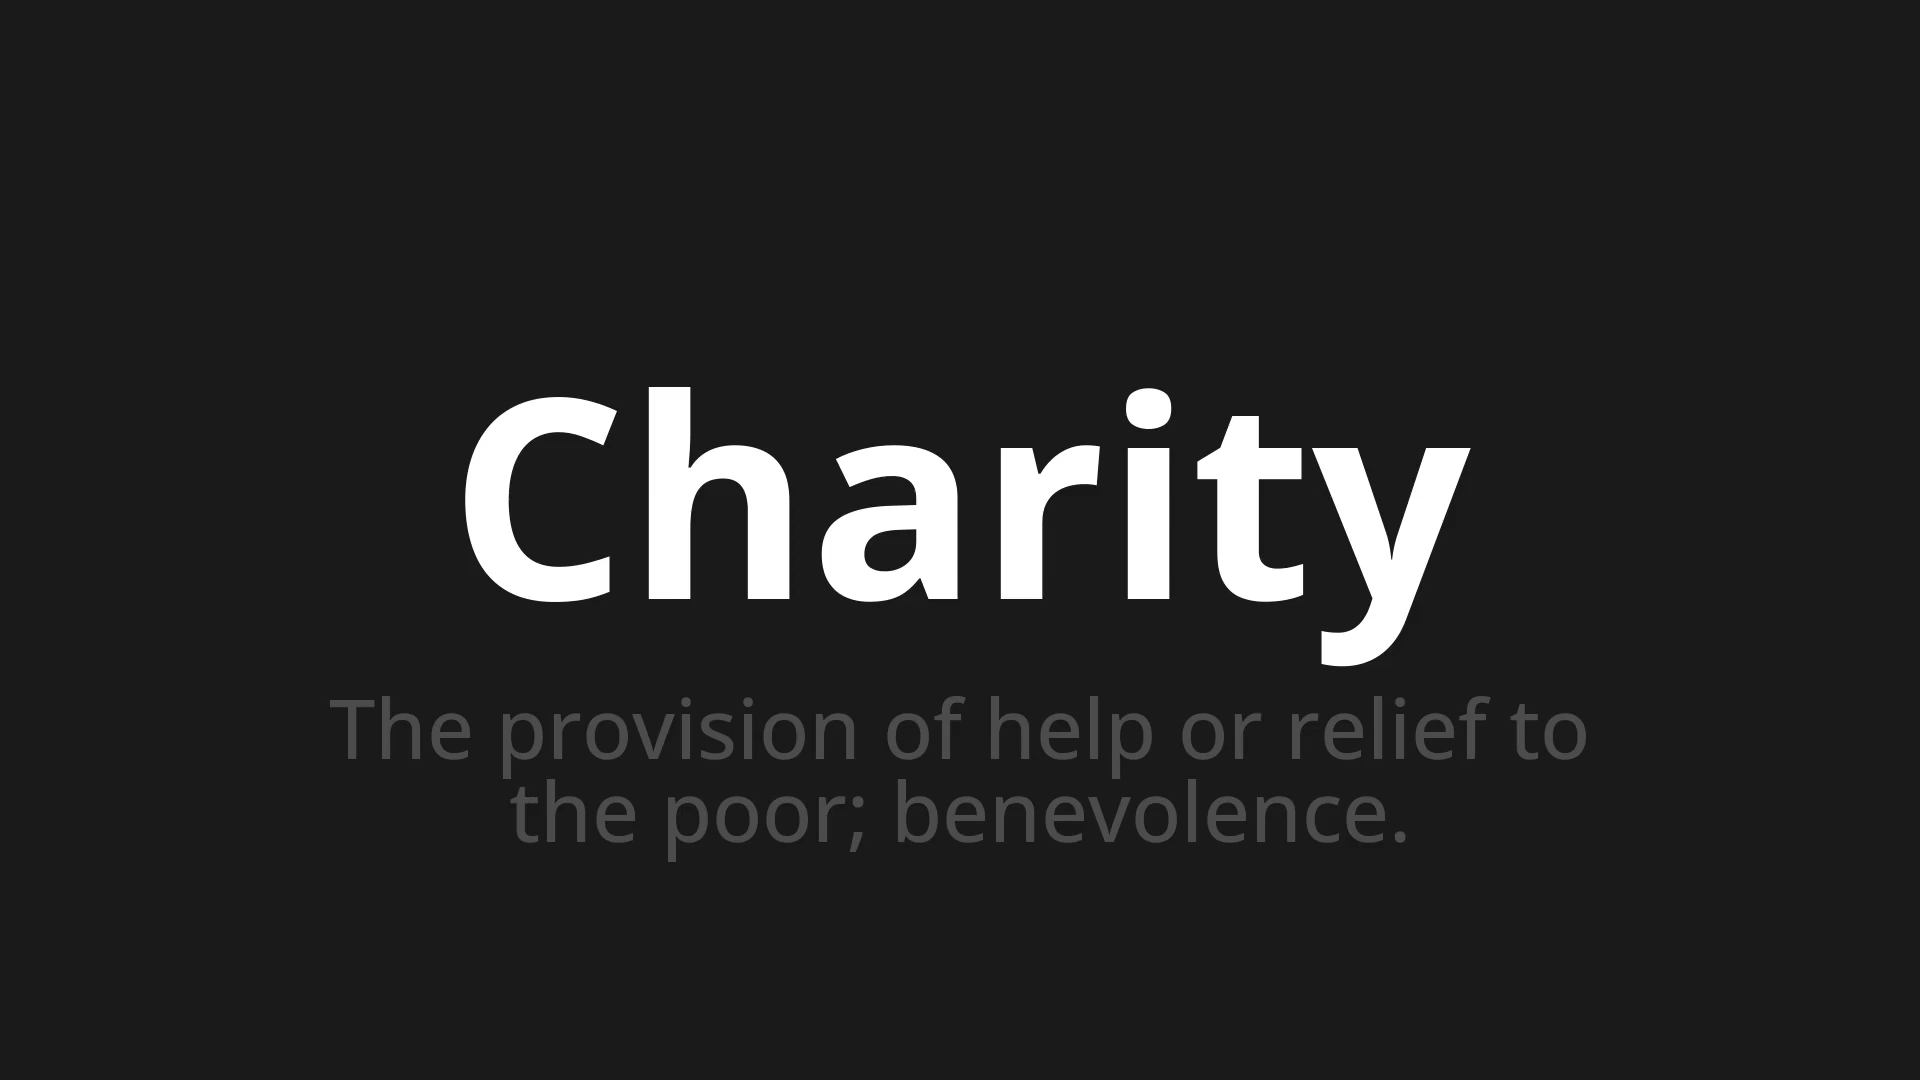 Charity
The provision of help or relief to
the poor; benevolence.